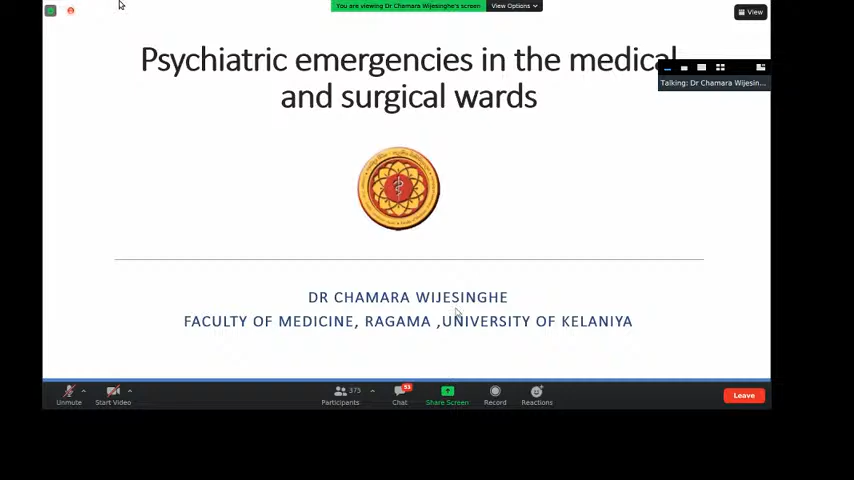 You are viewing Dr Chamara Wijesinghe's screen
View Options
View
Psychiatric emergencies in the medical
and surgical wards
Talking: Dr Chamara Wijesin...
DR CHAMARA WIJESINGHE
FACULTY OF MEDICINE, RAGAMA ,UNIVERSITY OF KELANIYA
Unmute
Start Video
Participants
375
Chat
53
Share Screen
Record
Reactions
Leave